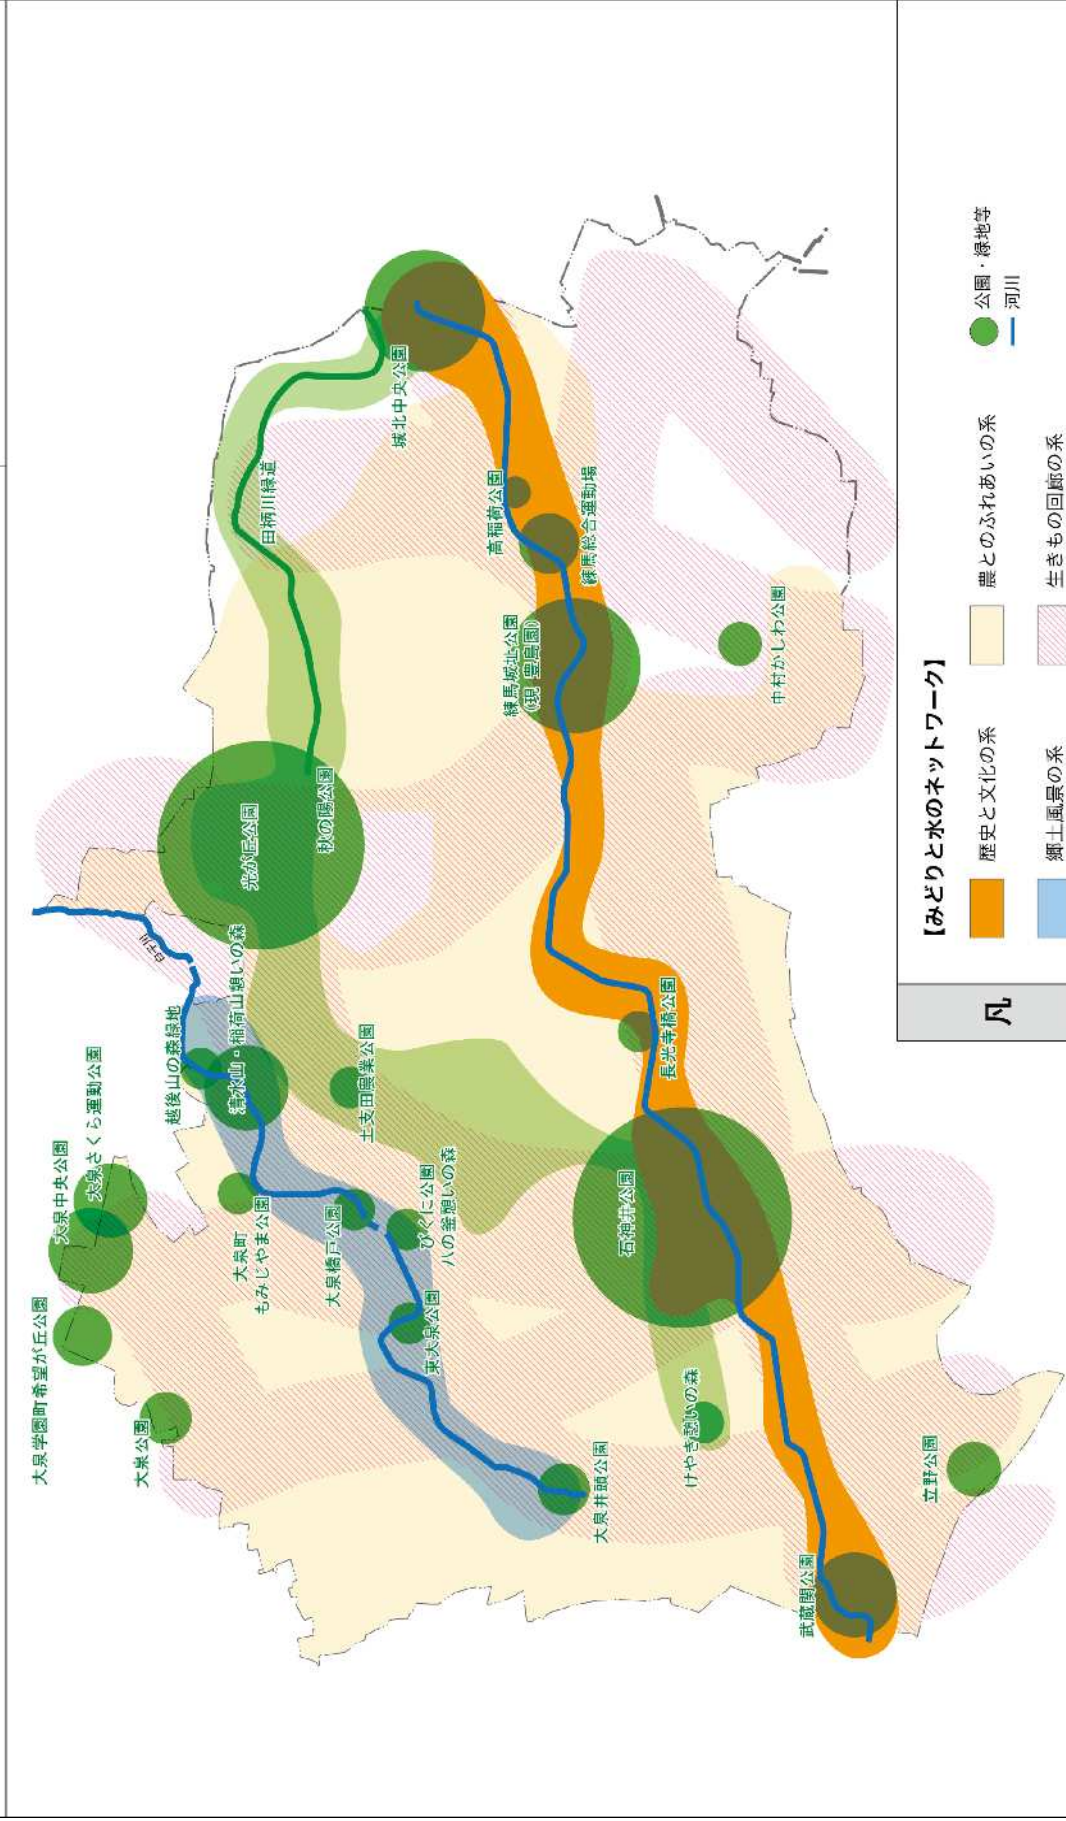 大泉学園町希望が丘公園
大泉中央公園
大泉さくら運動公園
大泉公園
越後山の森緑地
白子川
清水山・稲荷山憩いの森
大泉町
もみじやま公園
光が丘公園
秋の陽公園
田柄川緑道
大泉橋戸公園
土支田農業公園
城北中央公園
びくに公園
八の釜憩いの森
東大泉公園
高稲荷公園
練馬総合運動場
練馬城址公園
(現 豊島園)
大泉井頭公園
石神井公園
長光寺橋公園
けやき憩いの森
中村かしわ公園
武蔵関公園
立野公園
凡
【みどりと水のネットワーク】
歴史と文化の系
農とのふれあいの系
公園・緑地等
河川
郷土風景の系
生きもの回廊の系